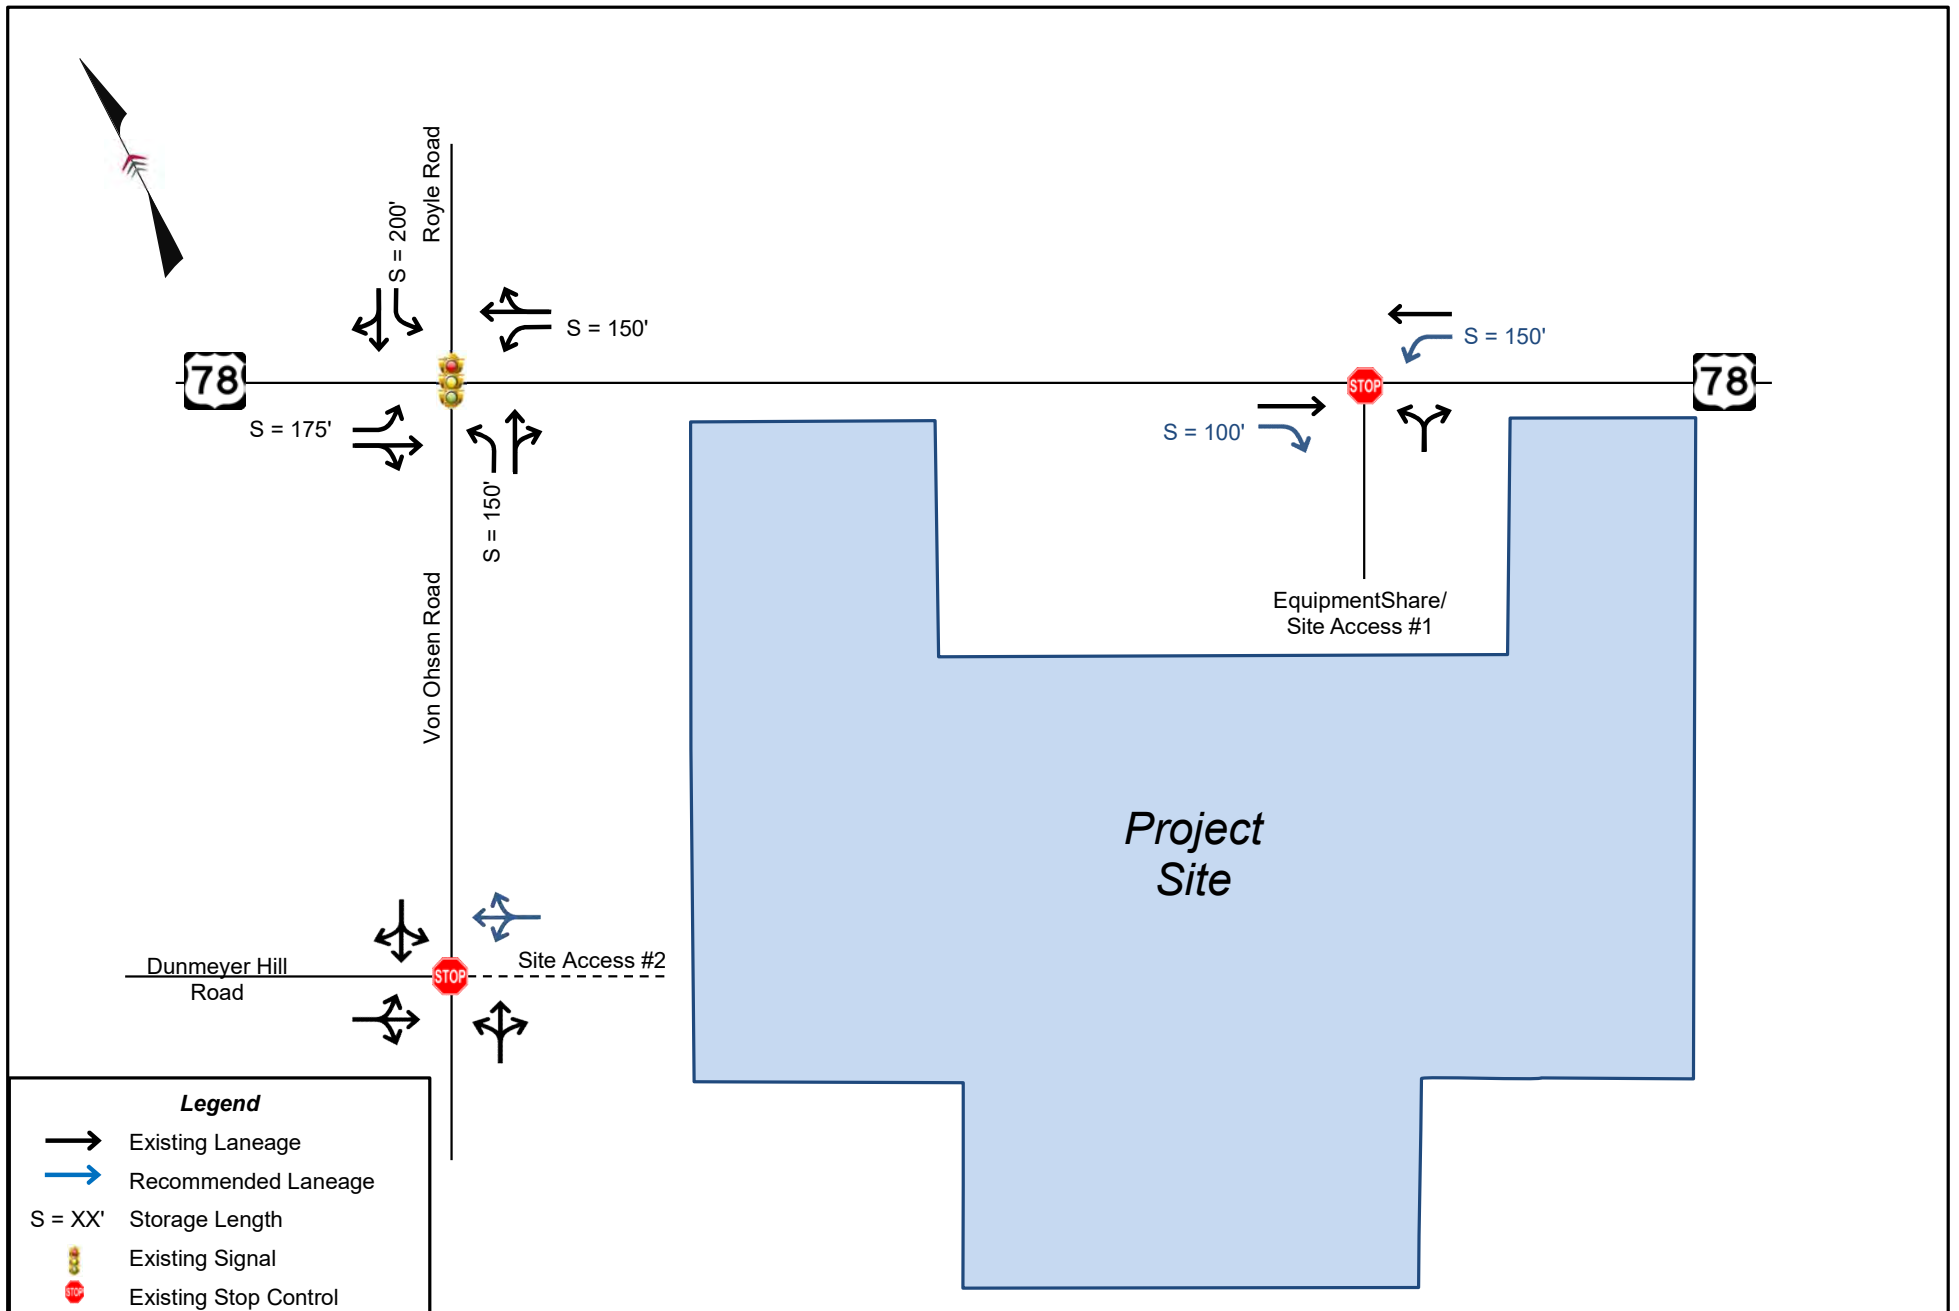 Royle Road
S = 200'
S = 150'
S = 150'
78
STOP
78
S = 175'
S = 100'
S = 150'
Von Ohsen Road
EquipmentShare/
Site Access #1
Project
Site
Dunmeyer Hill
Road
STOP
Site Access #2
Legend
Existing Laneage
Recommended Laneage
S = XX' Storage Length
Existing Signal
STOP Existing Stop Control